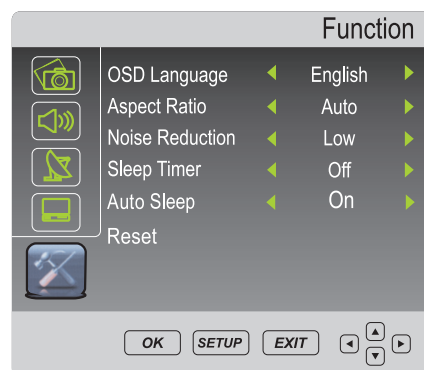 Function
OSD Language English
Aspect Ratio Auto
Noise Reduction Low
Sleep Timer Off
Auto Sleep On
Reset
OK SETUP EXIT